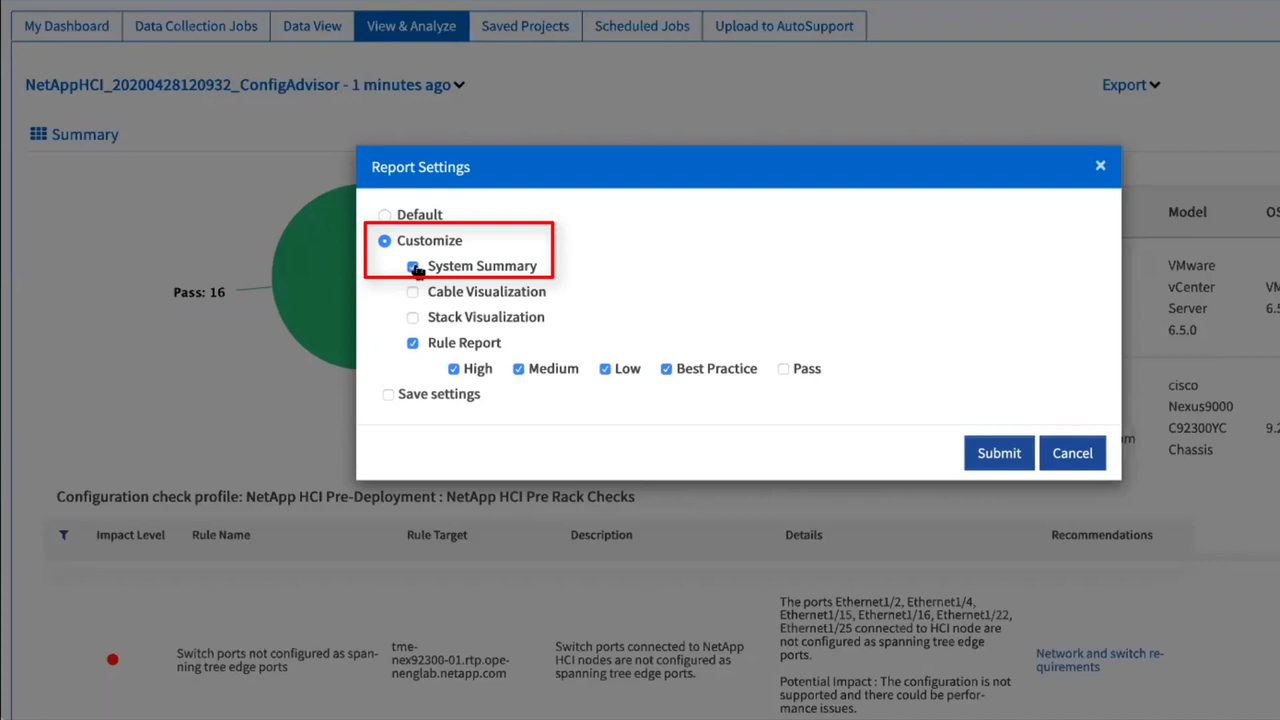 My Dashboard
Data Collection Jobs
Data View
View & Analyze
Saved Projects
Scheduled Jobs
Upload to AutoSupport
NetAppHCI_20200428120932_ConfigAdvisor - 1 minutes ago
Export
Summary
Pass: 16
Report Settings
×
Default
Customize
System Summary
Cable Visualization
Stack Visualization
Rule Report
High
Medium
Low
Best Practice
Pass
Save settings
Submit
Cancel
Model
OS
VMware
vCenter
Server
6.5.0
VM
6.5
om
cisco
Nexus9000
C92300YC
Chassis
9.2
Configuration check profile: NetApp HCI Pre-Deployment : NetApp HCI Pre Rack Checks
Impact Level
Rule Name
Rule Target
Description
Details
Recommendations
Switch ports not configured as span-
ning tree edge ports
tme-
nex92300-01.rtp.ope-
nenglab.netapp.com
Switch ports connected to NetApp
HCI nodes are not configured as
spanning tree edge ports.
The ports Ethernet1/2, Ethernet1/4,
Ethernet1/15, Ethernet1/16, Ethernet1/22,
Ethernet1/25 connected to HCI node are
not configured as spanning tree edge
ports.
Potential Impact : The configuration is not
supported and there could be perfor-
mance issues.
Network and switch re-
quirements